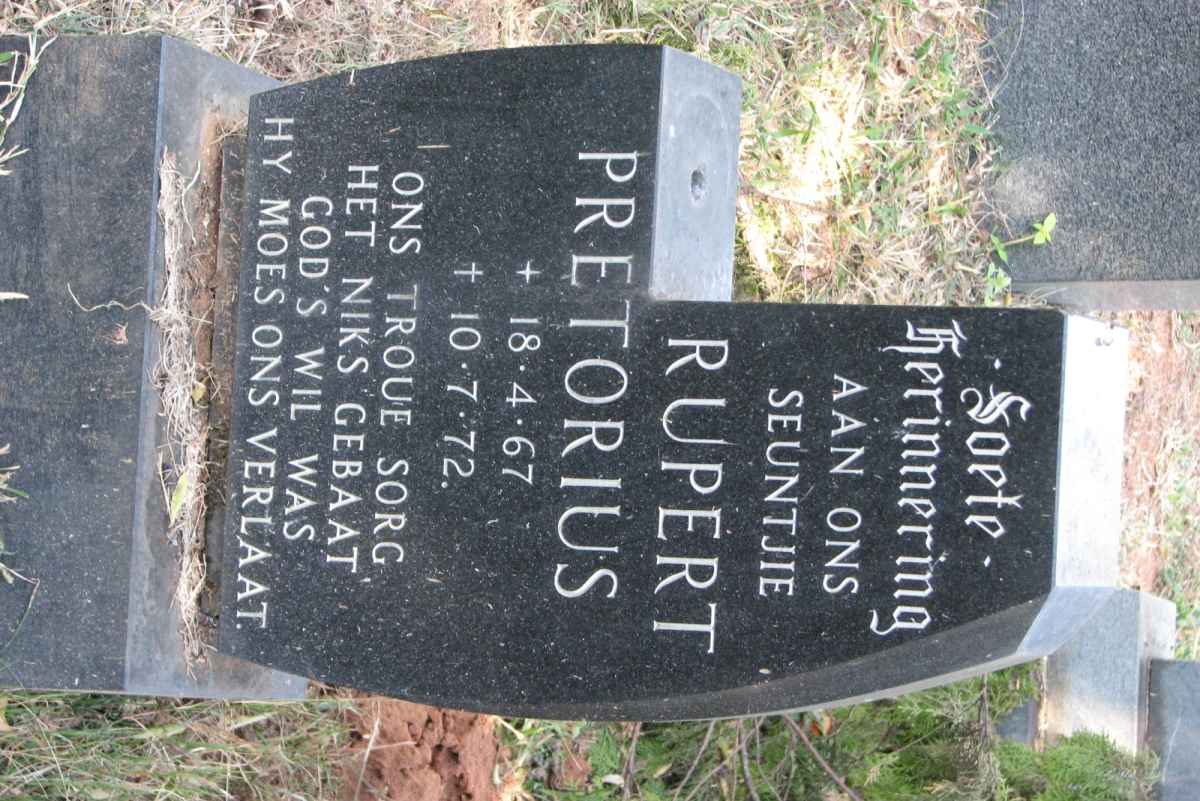 · Soete ·
Herinnering
AAN ONS
SEUNTJIE
RUPERT
PRETORIUS
+ 18·4·67
+ 10·7·72.
ONS TROUE SORG
HET NIKS GEBAAT,
GOD'S WIL WAS
HY MOES ONS VERLAAT.